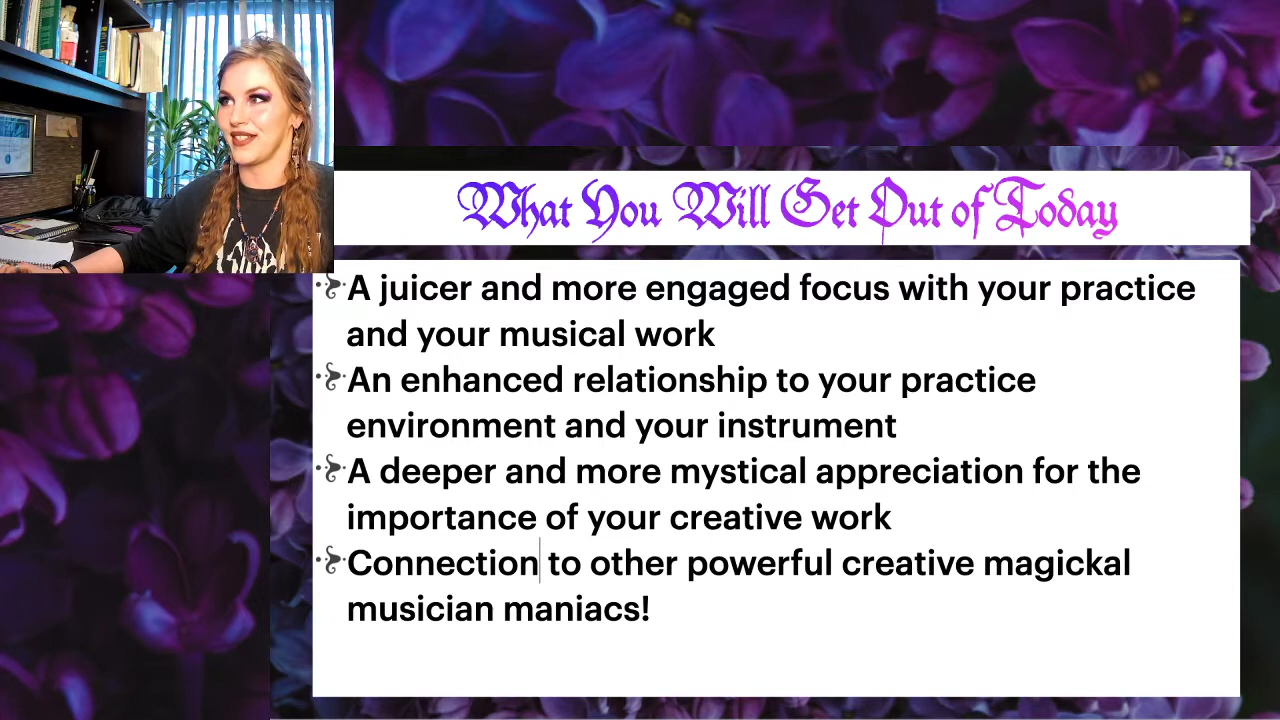 What You Will Get Out of Today
A juicer and more engaged focus with your practice
and your musical work
An enhanced relationship to your practice
environment and your instrument
A deeper and more mystical appreciation for the
importance of your creative work
Connection to other powerful creative magickal
musician maniacs!